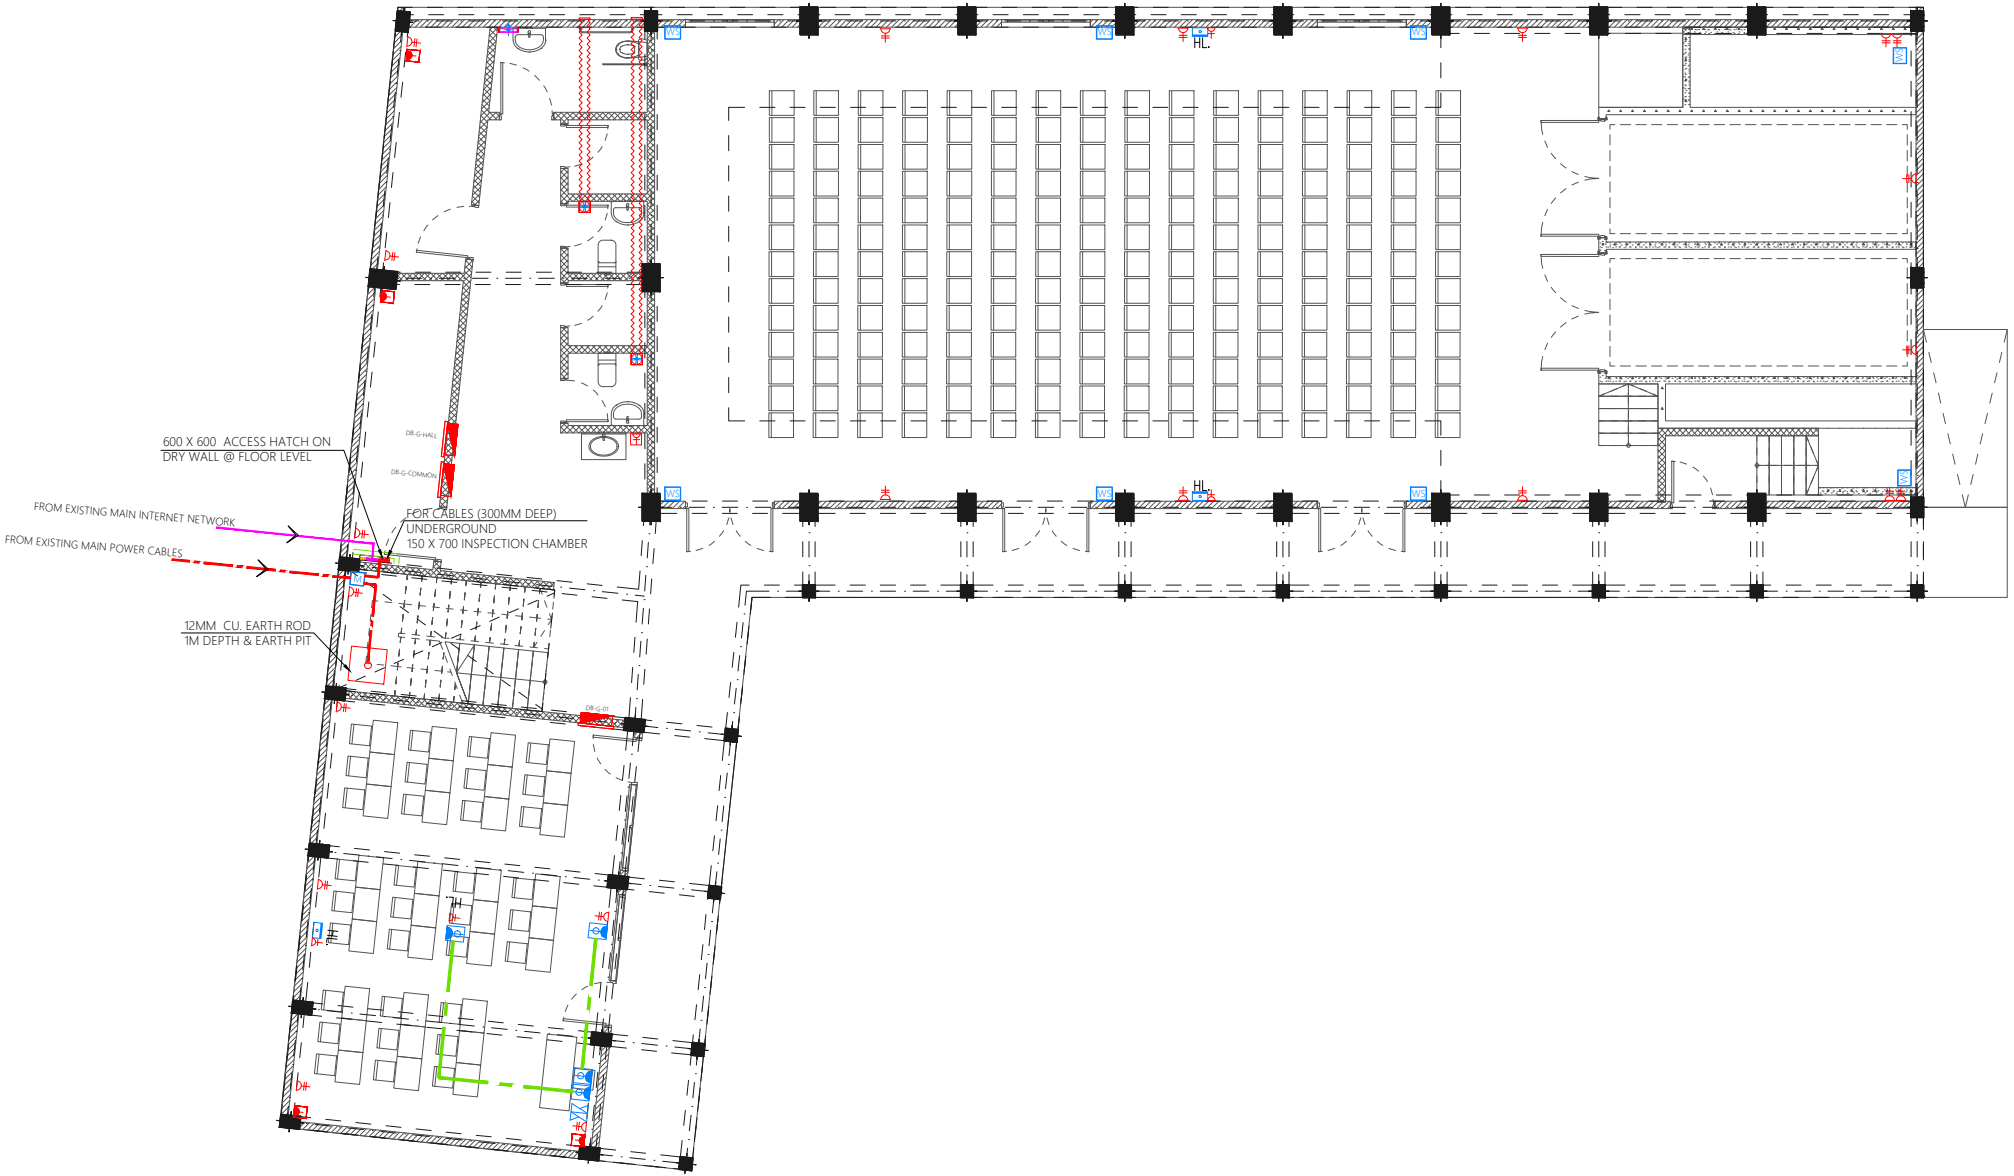 WS
WS
HL.
WS
WS
DB-G-HALL
600 X 600 ACCESS HATCH ON
DRY WALL @ FLOOR LEVEL
DB-G-COMMON
WS
WS
WS
HL.
WS
FROM EXISTING MAIN INTERNET NETWORK
FOR CABLES (300MM DEEP)
UNDERGROUND
150 X 700 INSPECTION CHAMBER
FROM EXISTING MAIN POWER CABLES
M
12MM CU. EARTH ROD
1M DEPTH & EARTH PIT
DB-G-01
HL.
HL.